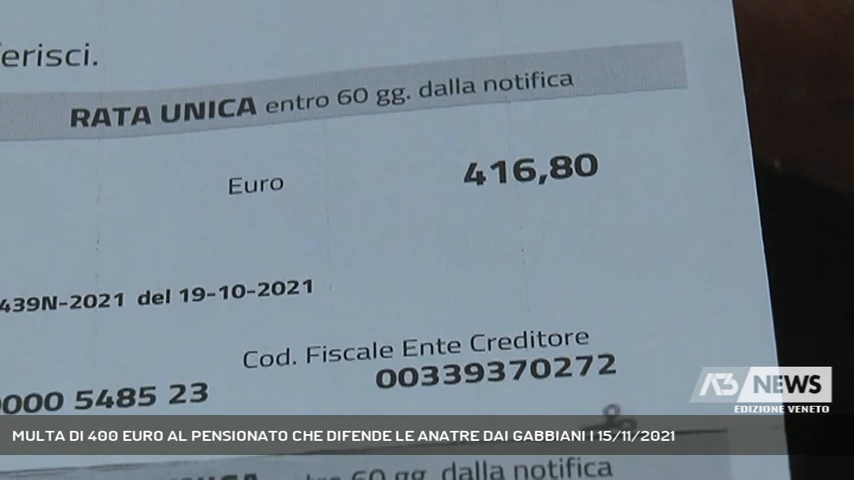 ferisci.
RATA UNICA entro 60 gg. dalla notifica
Euro 416,80
439N-2021 del 19-10-2021
Cod. Fiscale Ente Creditore
00339370272
0000 5485 23
A3 NEWS
EDIZIONE VENETO
MULTA DI 400 EURO AL PENSIONATO CHE DIFENDE LE ANATRE DAI GABBIANI | 15/11/2021
60 gg. dalla notifica